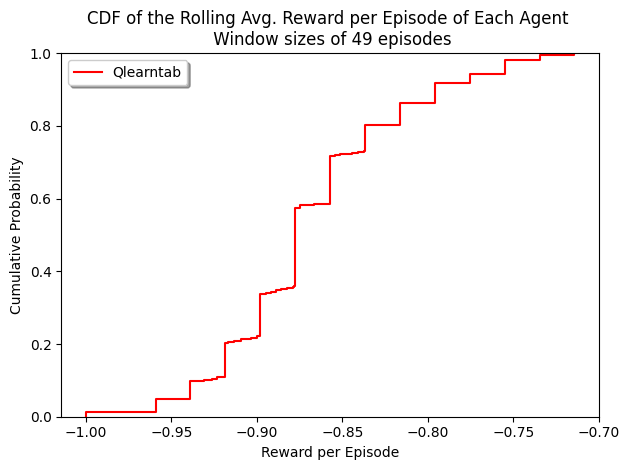 CDF of the Rolling Avg. Reward per Episode of Each Agent
Window sizes of 49 episodes
Qlearntab
Cumulative Probability
1.0
0.8
0.6
0.4
0.2
0.0
−1.00 −0.95 −0.90 −0.85 −0.80 −0.75 −0.70
Reward per Episode